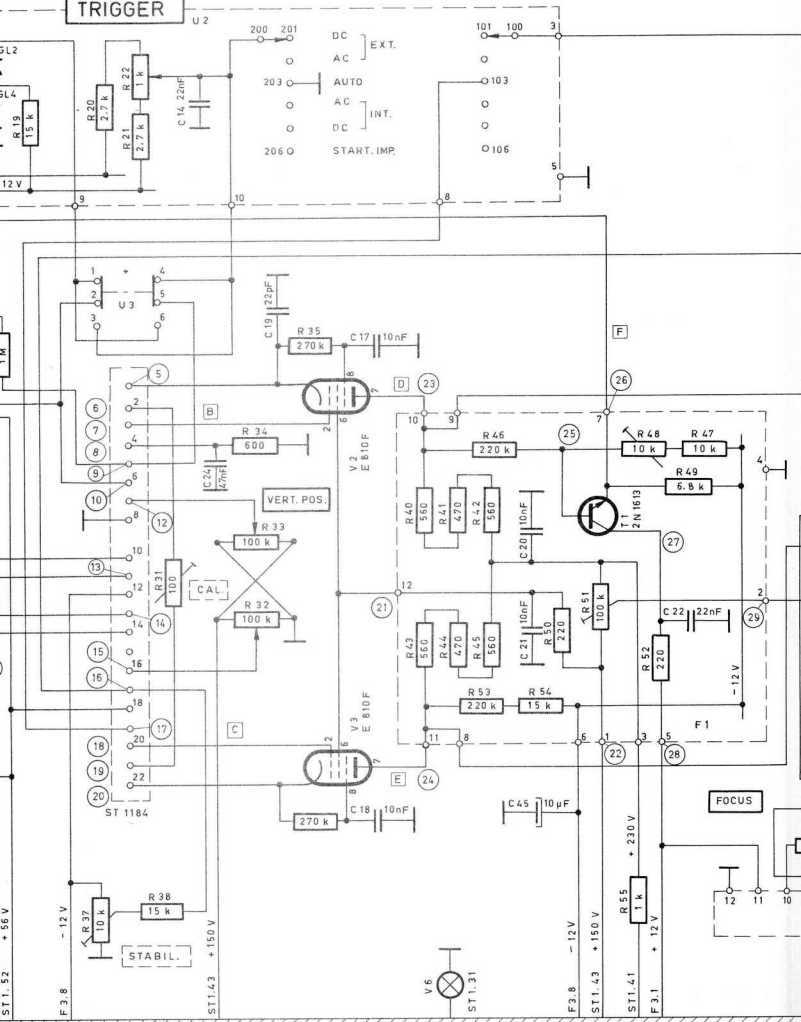 TRIGGER
U 2
GL2
GL4
R 19
15 k
R 20
2.7 k
R 22
1 k
R 21
2.7 k
C 14 22nF
12 V
200
201
DC
AC
EXT.
203
AUTO
AC
DC
INT.
206
START. IMP.
101
100
3
103
106
5
9
10
8
1
+
4
2
U 3
5
3
6
1 M
C 19 22pF
R 35
270 k
C 17
10nF
8
7
2
6
V 2
E 810 F
D
23
F
26
5
6
2
7
B
8
4
R 34
600
C 24
47nF
9
10
6
12
8
VERT. POS.
R 33
100 k
10
13
12
R 31
100
CAL.
R 32
100 k
14
14
15
16
16
18
17
C
18
20
19
22
20
ST 1184
10
9
7
R 46
220 k
25
R 48
10 k
R 47
10 k
R 49
6.8 k
4
R 40
560
R 41
470
R 42
560
C 20
10nF
T 1
2 N 1613
27
12
21
R 43
560
R 44
470
R 45
560
C 21
10nF
R 50
220
R 51
100 k
C 22
22nF
R 52
220
2
29
- 12 V
R 53
220 k
R 54
15 k
F 1
11
8
6
1
3
5
22
28
V 3
E 810 F
2
6
7
8
E
24
270 k
C 18
10nF
C 45
10 µF
FOCUS
+ 230 V
R 55
1 k
12
11
10
R 37
10 k
R 38
15 k
STABIL.
V 6
ST 1. 31
ST 1. 52
+ 56 V
F 3.8
- 12 V
ST 1.43
+ 150 V
F3.8
- 12 V
ST 1. 43
+ 150 V
ST 1. 41
F 3.1
+ 12 V